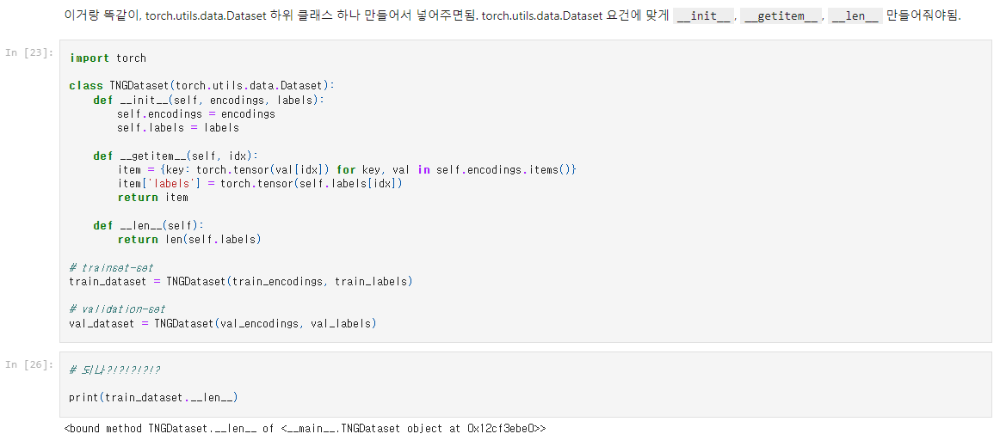 이거랑 똑같이, torch.utils.data.Dataset 하위 클래스 하나 만들어서 넣어주면됨. torch.utils.data.Dataset 요건에 맞게 __init__, __getitem__, __len__ 만들어줘야됨.
In [23]:
import torch
class TNGDataset(torch.utils.data.Dataset):
    def __init__(self, encodings, labels):
        self.encodings = encodings
        self.labels = labels
    def __getitem__(self, idx):
        item = {key: torch.tensor(val[idx]) for key, val in self.encodings.items()}
        item['labels'] = torch.tensor(self.labels[idx])
        return item
    def __len__(self):
        return len(self.labels)
# trainset-set
train_dataset = TNGDataset(train_encodings, train_labels)
# validation-set
val_dataset = TNGDataset(val_encodings, val_labels)
In [26]:
# 되나?!?!?!?!?
print(train_dataset.__len__)
<bound method TNGDataset.__len__ of <__main__.TNGDataset object at 0x12cf3ebe0>>